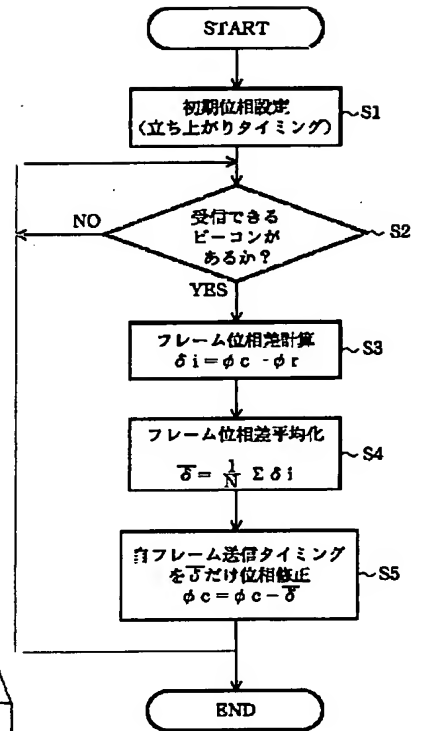 START
初期位相設定
(立ち上がりタイミング)
S1
NO
受信できる
ビーコンが
あるか?
S2
YES
フレーム位相差計算
δi=φc-φr
S3
フレーム位相差平均化
δ̅= 1/N Σδi
S4
自フレーム送信タイミング
をδ̅だけ位相修正
φc=φc-δ̅
S5
END